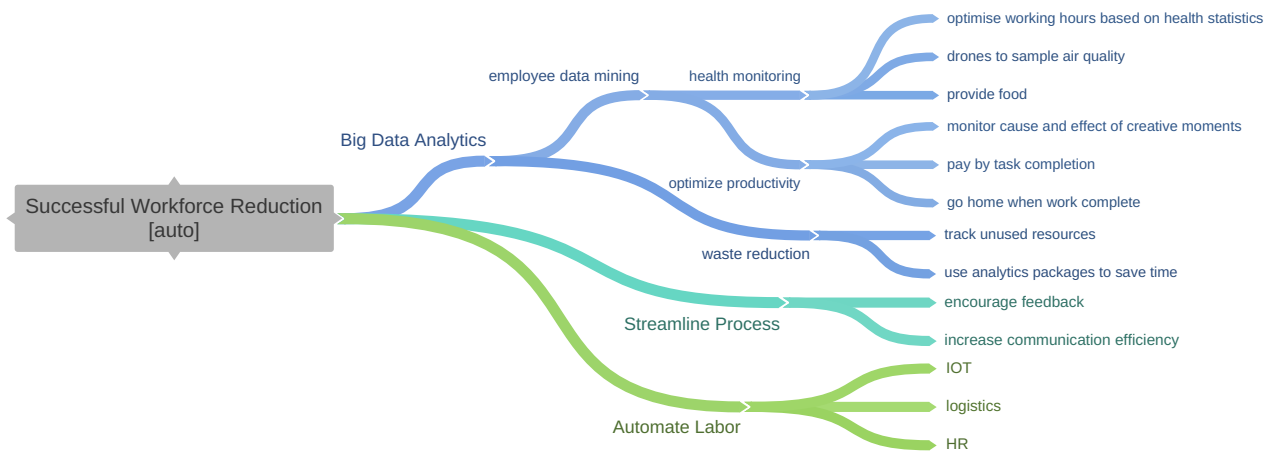 Successful Workforce Reduction
[auto]
Big Data Analytics
employee data mining
health monitoring
optimise working hours based on health statistics
drones to sample air quality
provide food
optimize productivity
monitor cause and effect of creative moments
pay by task completion
go home when work complete
waste reduction
track unused resources
use analytics packages to save time
Streamline Process
encourage feedback
increase communication efficiency
Automate Labor
IOT
logistics
HR